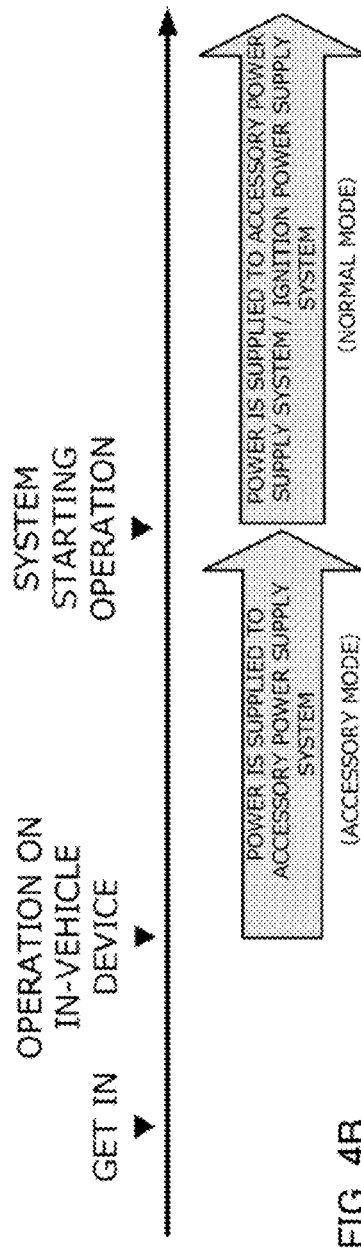 GET IN
OPERATION ON
IN-VEHICLE
DEVICE
SYSTEM
STARTING
OPERATION
POWER IS SUPPLIED TO
ACCESSORY POWER SUPPLY
SYSTEM
(ACCESSORY MODE)
POWER IS SUPPLIED TO ACCESSORY POWER
SUPPLY SYSTEM / IGNITION POWER SUPPLY
SYSTEM
(NORMAL MODE)
FIG. 4B